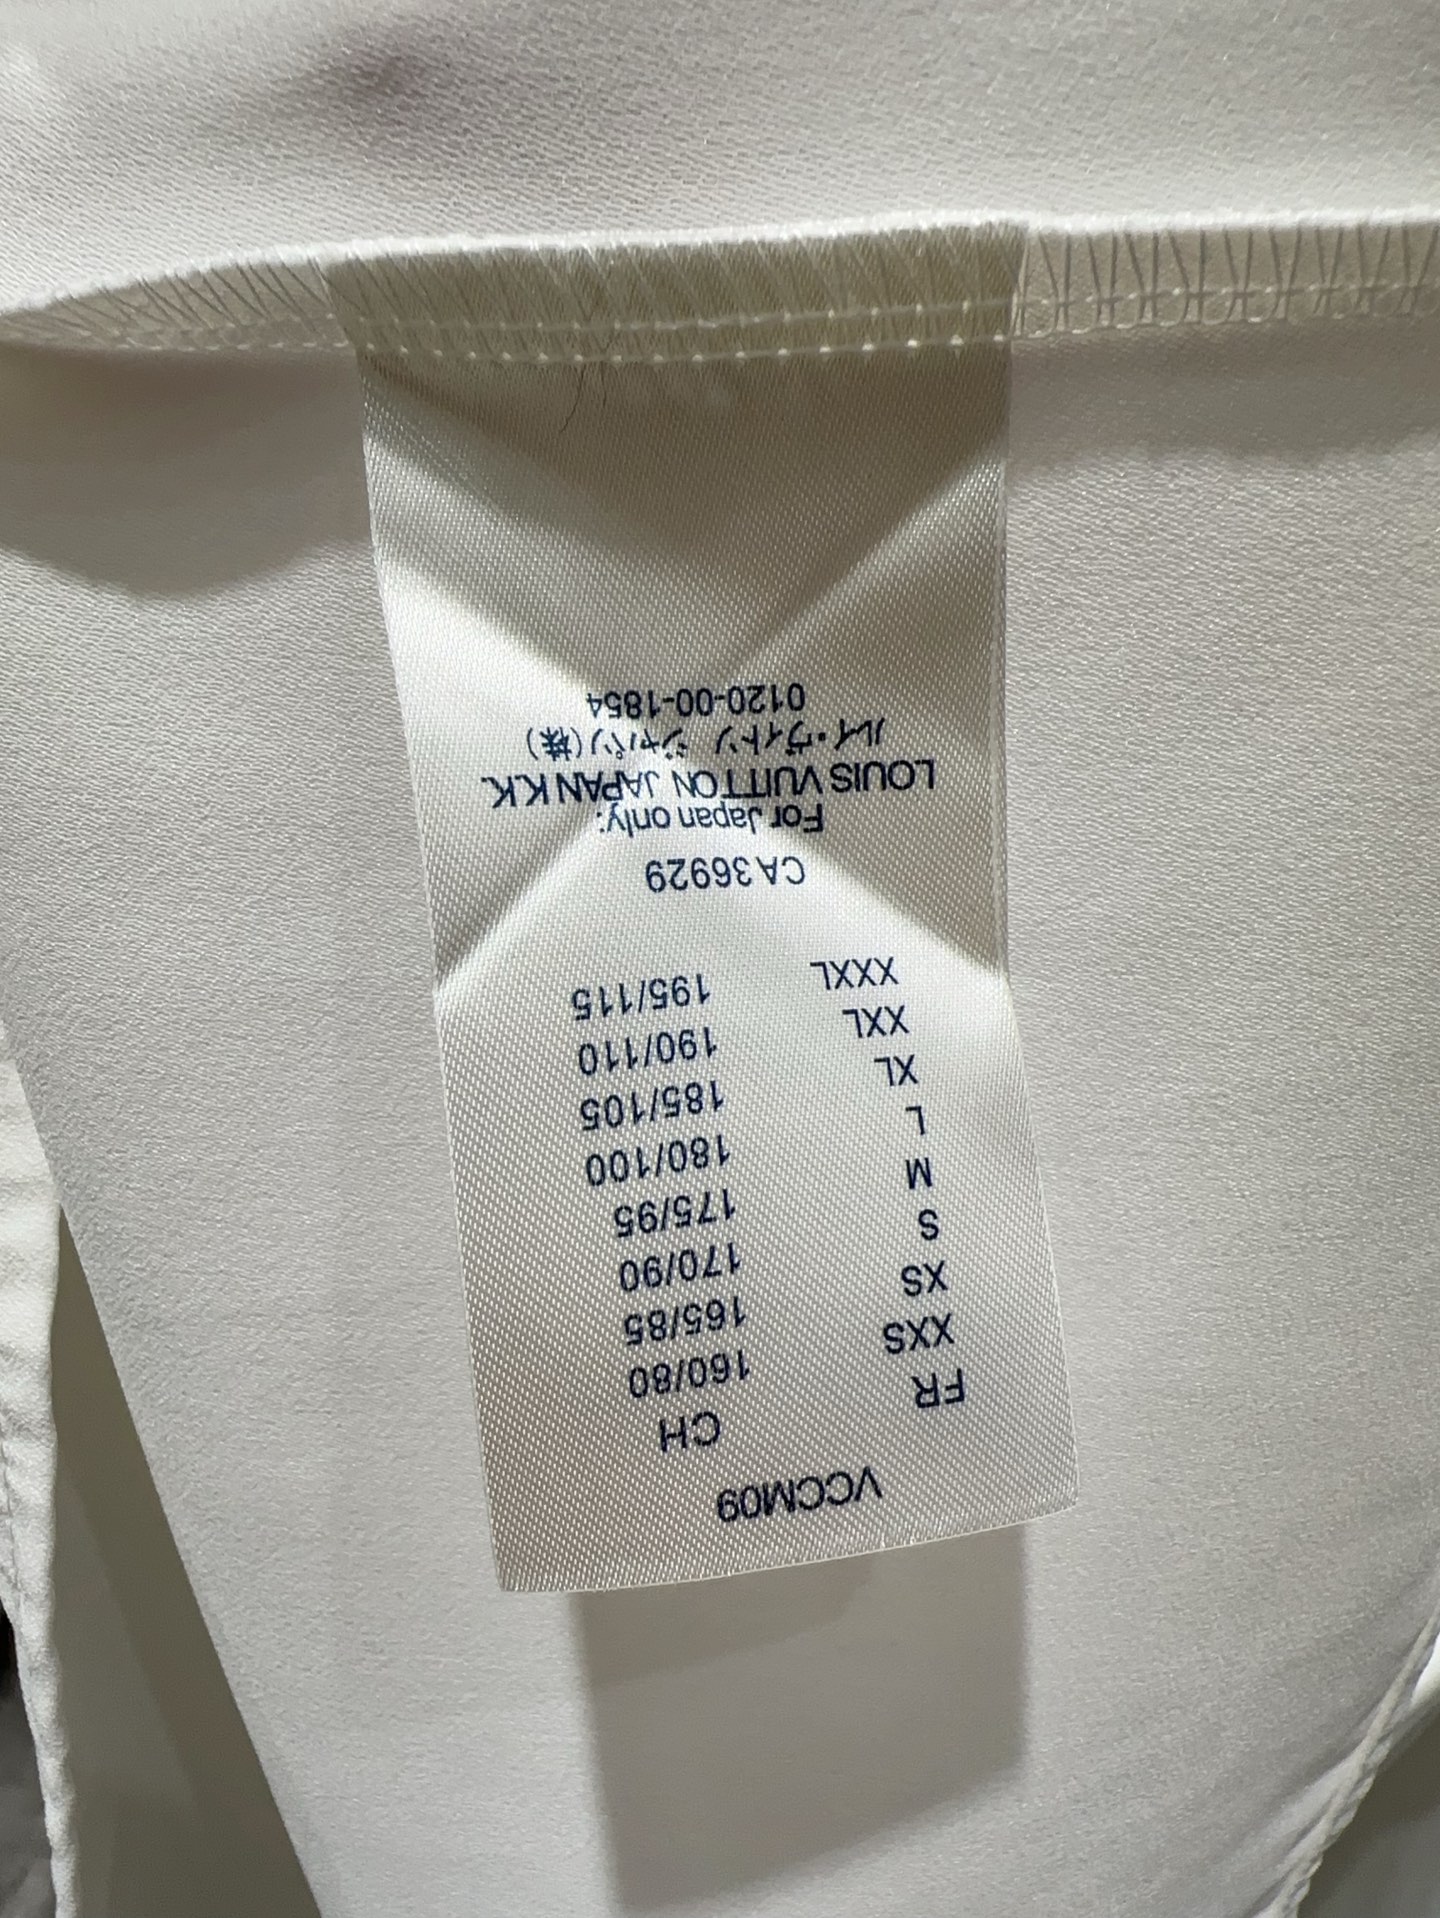 VCCM09
FR CH
XXS 160/80
XS 165/85
S 170/90
M 175/95
L 180/100
XL 185/105
XXL 190/110
XXXL 195/115
CA 36929
For Japan only:
LOUIS VUITTON JAPAN K.K.
ルイ・ヴィトン ジャパン(株)
0120-00-1854